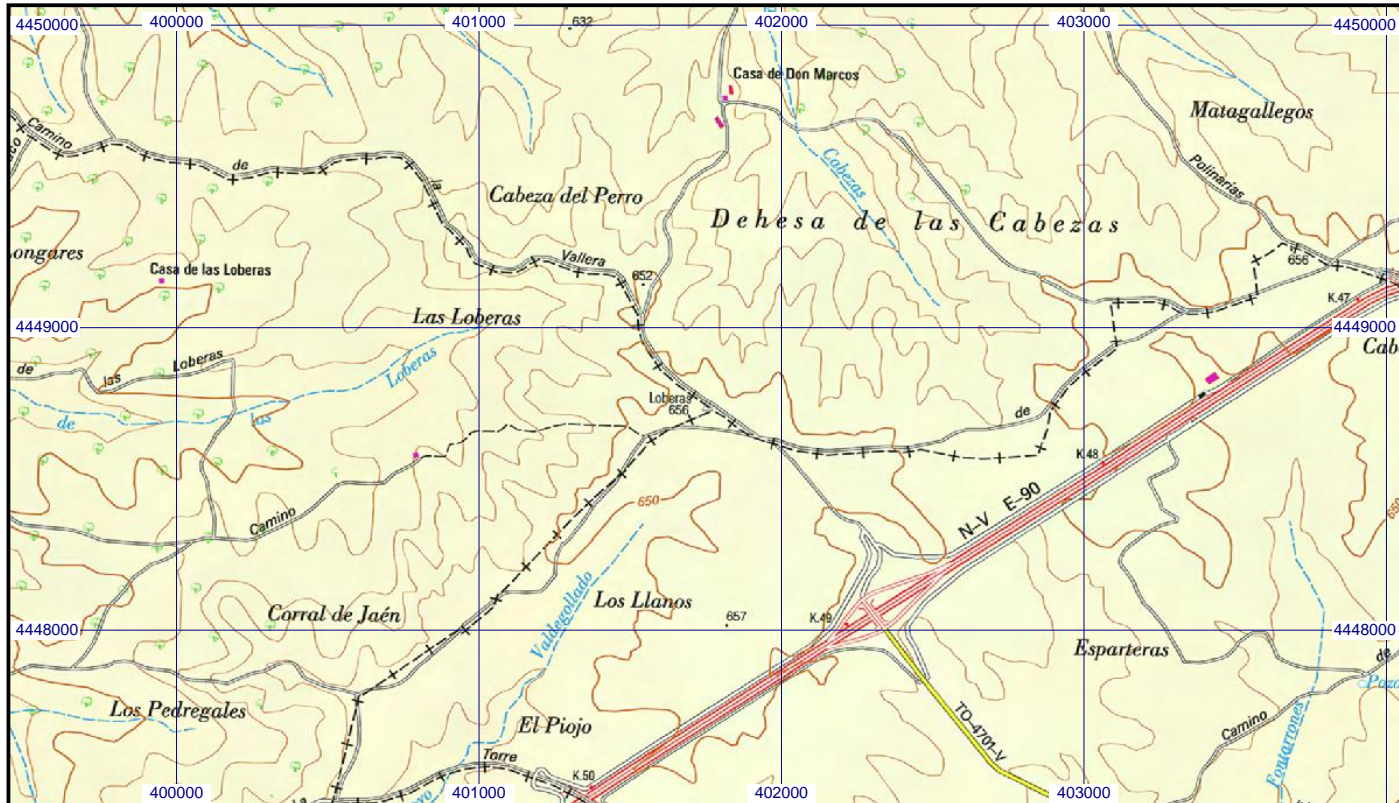 4450000 400000 401000 402000 403000 4450000
632
Casa de Don Marcos
Matagallegos
Camino
de
la
Cabezas
Polinarías
Cabeza del Perro
Dehesa de las Cabezas
ongares
Vallera
656
Casa de las Loberas
652
K.47
4449000
Las Loberas
4449000
Cab
de
las
Loberas
Loberas
Loberas
656
de
de
las
K.48
650
N-V E-90
Camino
Los Llanos
Corral de Jaén
657
K.49
4448000
4448000
Valdegollado
Esparteras
de
Poz
Los Pedregales
El Piojo
TO-4701-V
Camino
Fontarrones
Torre
K.50
400000 401000 402000 403000